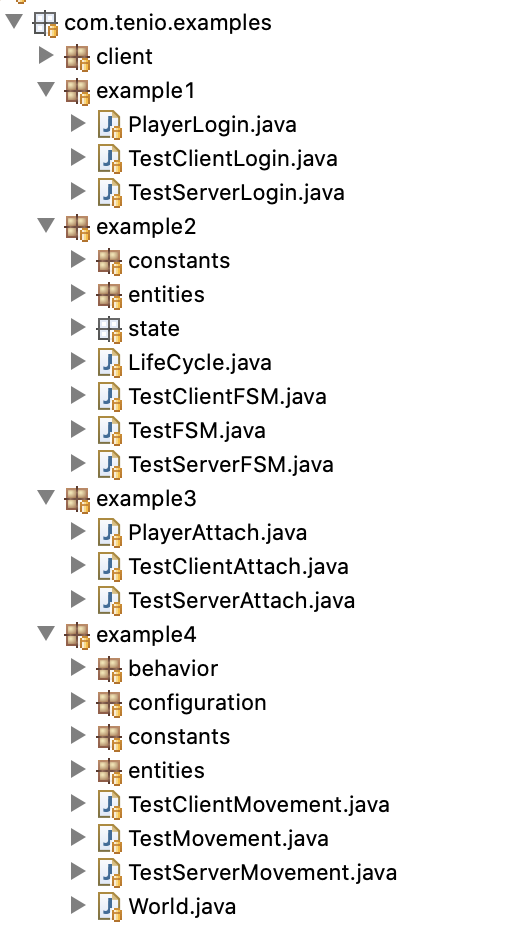 com.tenio.examples
client
example1
PlayerLogin.java
TestClientLogin.java
TestServerLogin.java
example2
constants
entities
state
LifeCycle.java
TestClientFSM.java
TestFSM.java
TestServerFSM.java
example3
PlayerAttach.java
TestClientAttach.java
TestServerAttach.java
example4
behavior
configuration
constants
entities
TestClientMovement.java
TestMovement.java
TestServerMovement.java
World.java